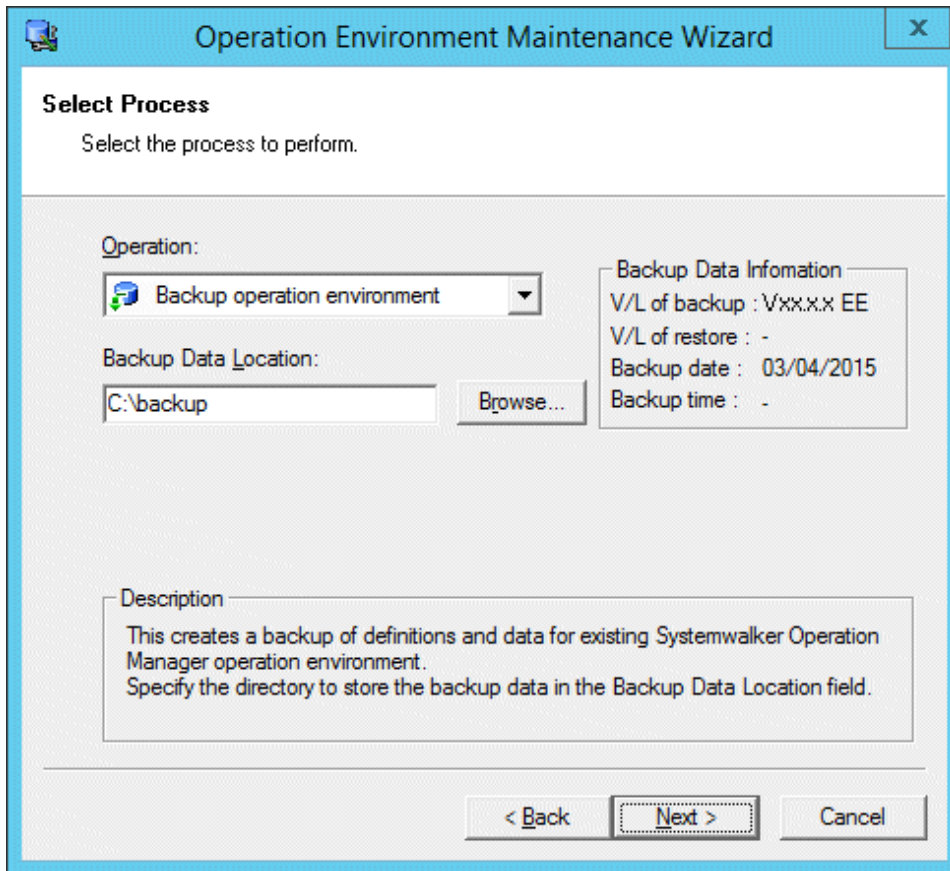 Operation Environment Maintenance Wizard
x
Select Process
Select the process to perform.
Operation:
Backup operation environment
Backup Data Location:
C:\backup
Browse...
Backup Data Infomation
V/L of backup : Vxx.x.x EE
V/L of restore : -
Backup date : 03/04/2015
Backup time : -
Description
This creates a backup of definitions and data for existing Systemwalker Operation
Manager operation environment.
Specify the directory to store the backup data in the Backup Data Location field.
< Back
Next >
Cancel